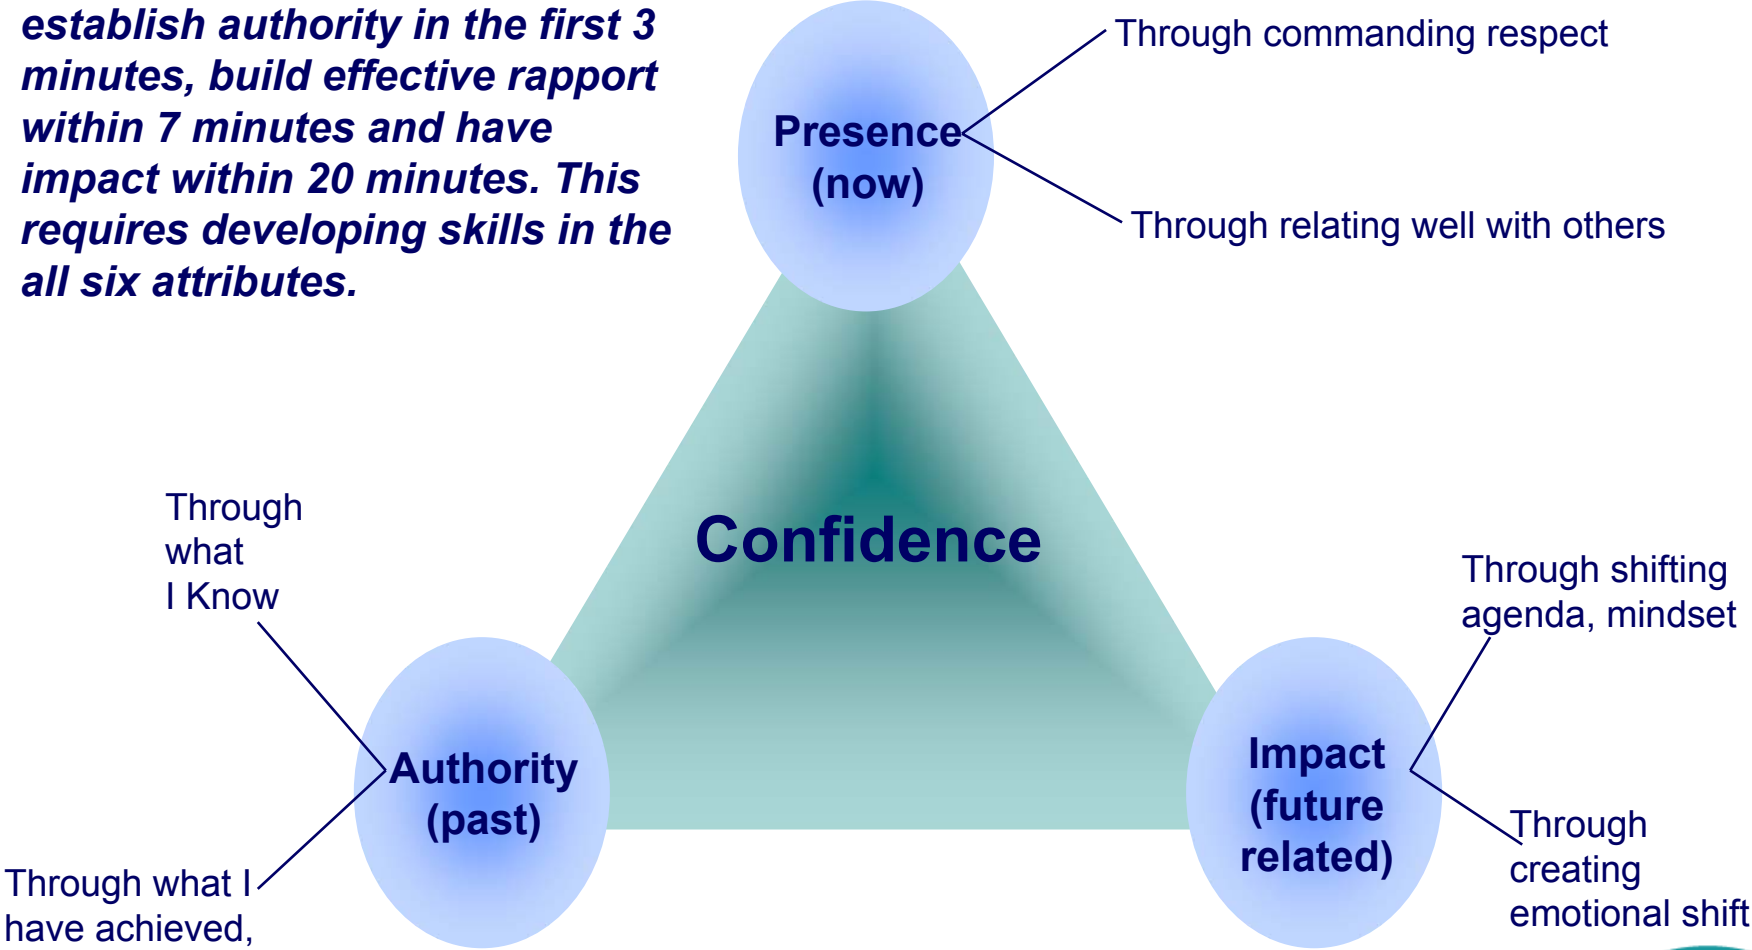 establish authority in the first 3
minutes, build effective rapport
within 7 minutes and have
impact within 20 minutes. This
requires developing skills in the
all six attributes.
Through commanding respect
Presence
(now)
Through relating well with others
Through
what
I Know
Confidence
Through shifting
agenda, mindset
Authority
(past)
Impact
(future
related)
Through
creating
emotional shift
Through what I
have achieved,